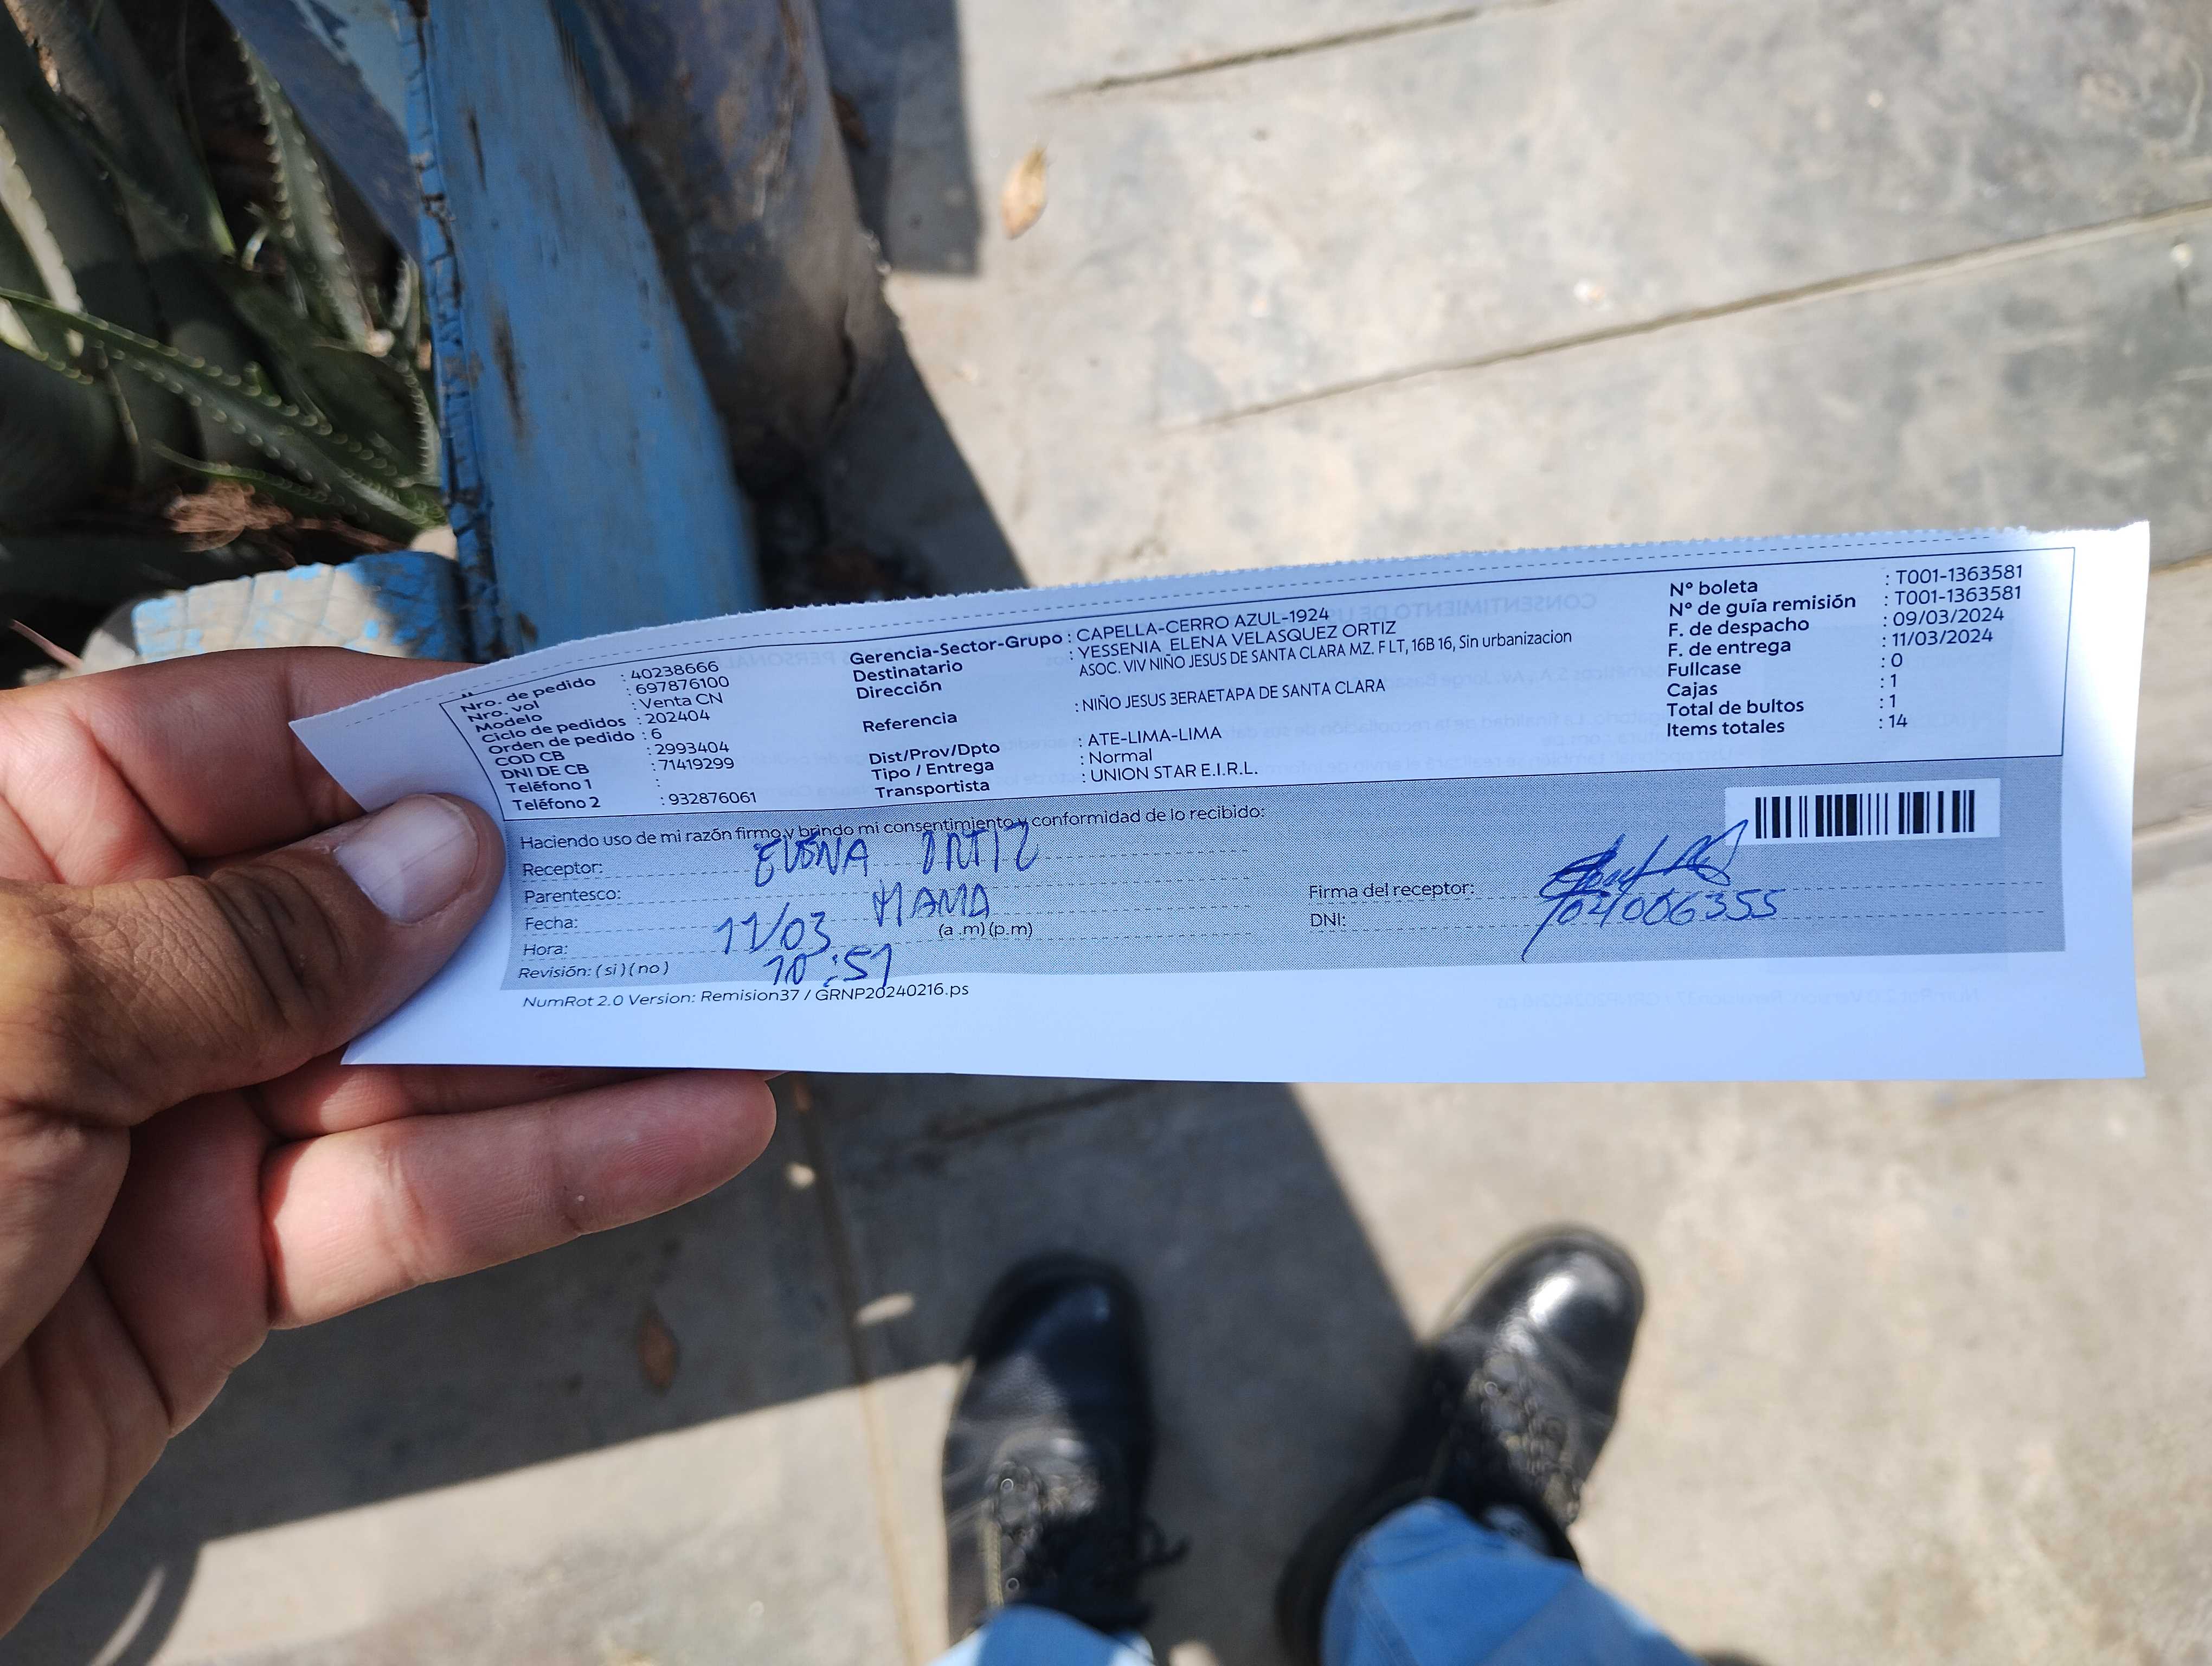 Nro. de pedido : 40238666
Nro. vol : 697876100
Modelo : Venta CN
Ciclo de pedidos : 202404
Orden de pedido : 6
COD CB : 2993404
DNI DE CB : 71419299
Teléfono 1 :
Teléfono 2 : 932876061
Gerencia-Sector-Grupo : CAPELLA-CERRO AZUL-1924
Destinatario : YESSENIA ELENA VELASQUEZ ORTIZ
Dirección ASOC. VIV NIÑO JESUS DE SANTA CLARA MZ. F LT, 16B 16, Sin urbanizacion
Referencia : NIÑO JESUS 3ERAETAPA DE SANTA CLARA
Dist/Prov/Dpto : ATE-LIMA-LIMA
Tipo / Entrega : Normal
Transportista : UNION STAR E.I.R.L.
N° boleta : T001-1363581
N° de guía remisión : T001-1363581
F. de despacho : 09/03/2024
F. de entrega : 11/03/2024
Fullcase : 0
Cajas : 1
Total de bultos : 1
Items totales : 14
Haciendo uso de mi razón firmo y brindo mi consentimiento y conformidad de lo recibido:
Receptor: ELENA ORTIZ
Parentesco: MAMA
Fecha: 11/03
Hora: 10:51 (a .m) (p.m)
Revisión: ( si ) ( no )
Firma del receptor:
DNI:
NumRot 2.0 Version: Remision37 / GRNP20240216.ps